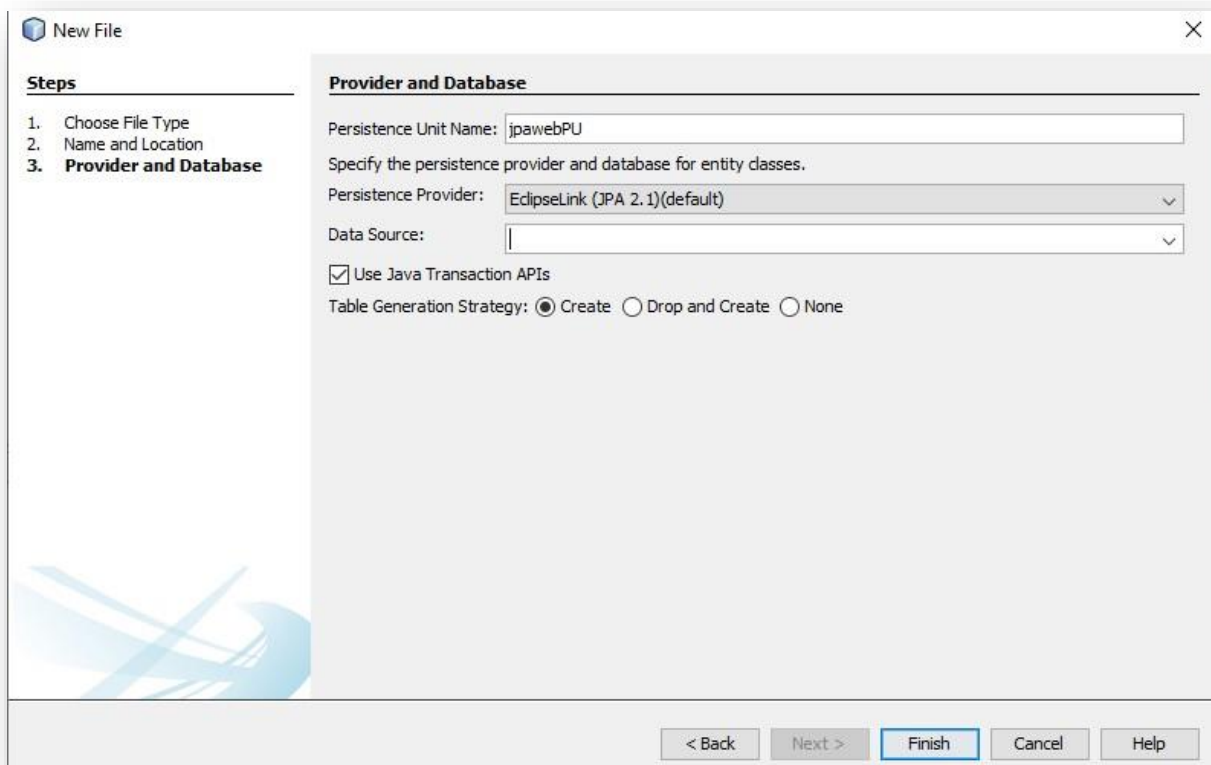 New File
Steps
1. Choose File Type
2. Name and Location
3. Provider and Database
Provider and Database
Persistence Unit Name: jpawebPU
Specify the persistence provider and database for entity classes.
Persistence Provider: EclipseLink (JPA 2.1)(default)
Data Source:
Use Java Transaction APIs
Table Generation Strategy: Create Drop and Create None
< Back Next > Finish Cancel Help